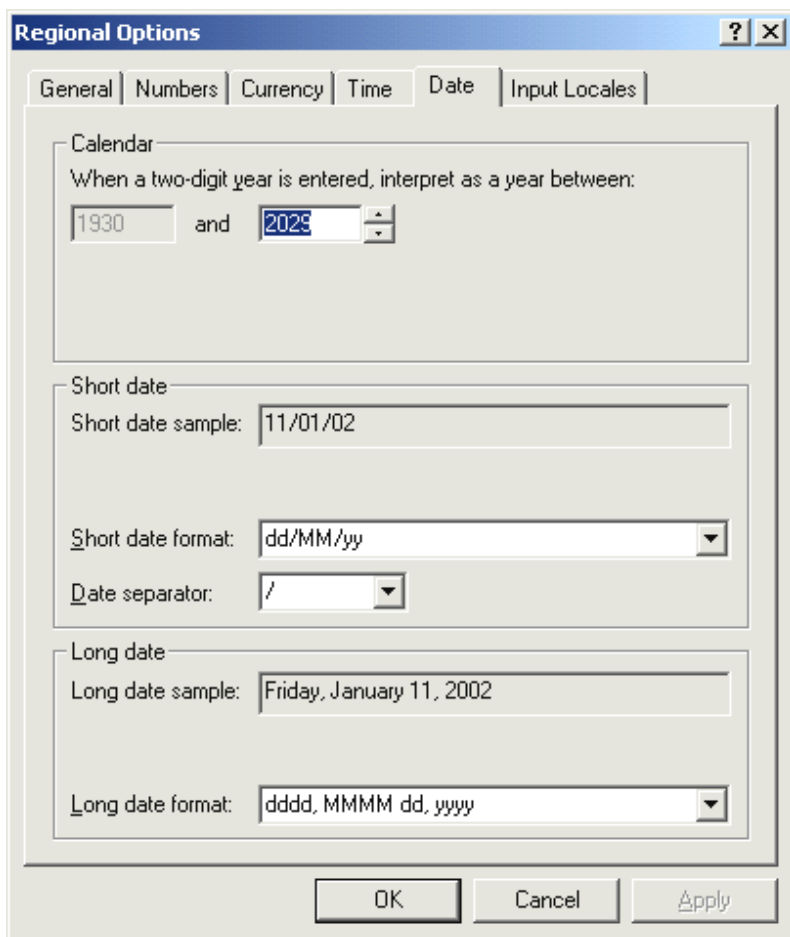 Regional Options
General Numbers Currency Time Date Input Locales
Calendar
When a two-digit year is entered, interpret as a year between:
1930 and 2029
Short date
Short date sample: 11/01/02
Short date format: dd/MM/yy
Date separator: /
Long date
Long date sample: Friday, January 11, 2002
Long date format: dddd, MMMM dd, yyyy
OK Cancel Apply